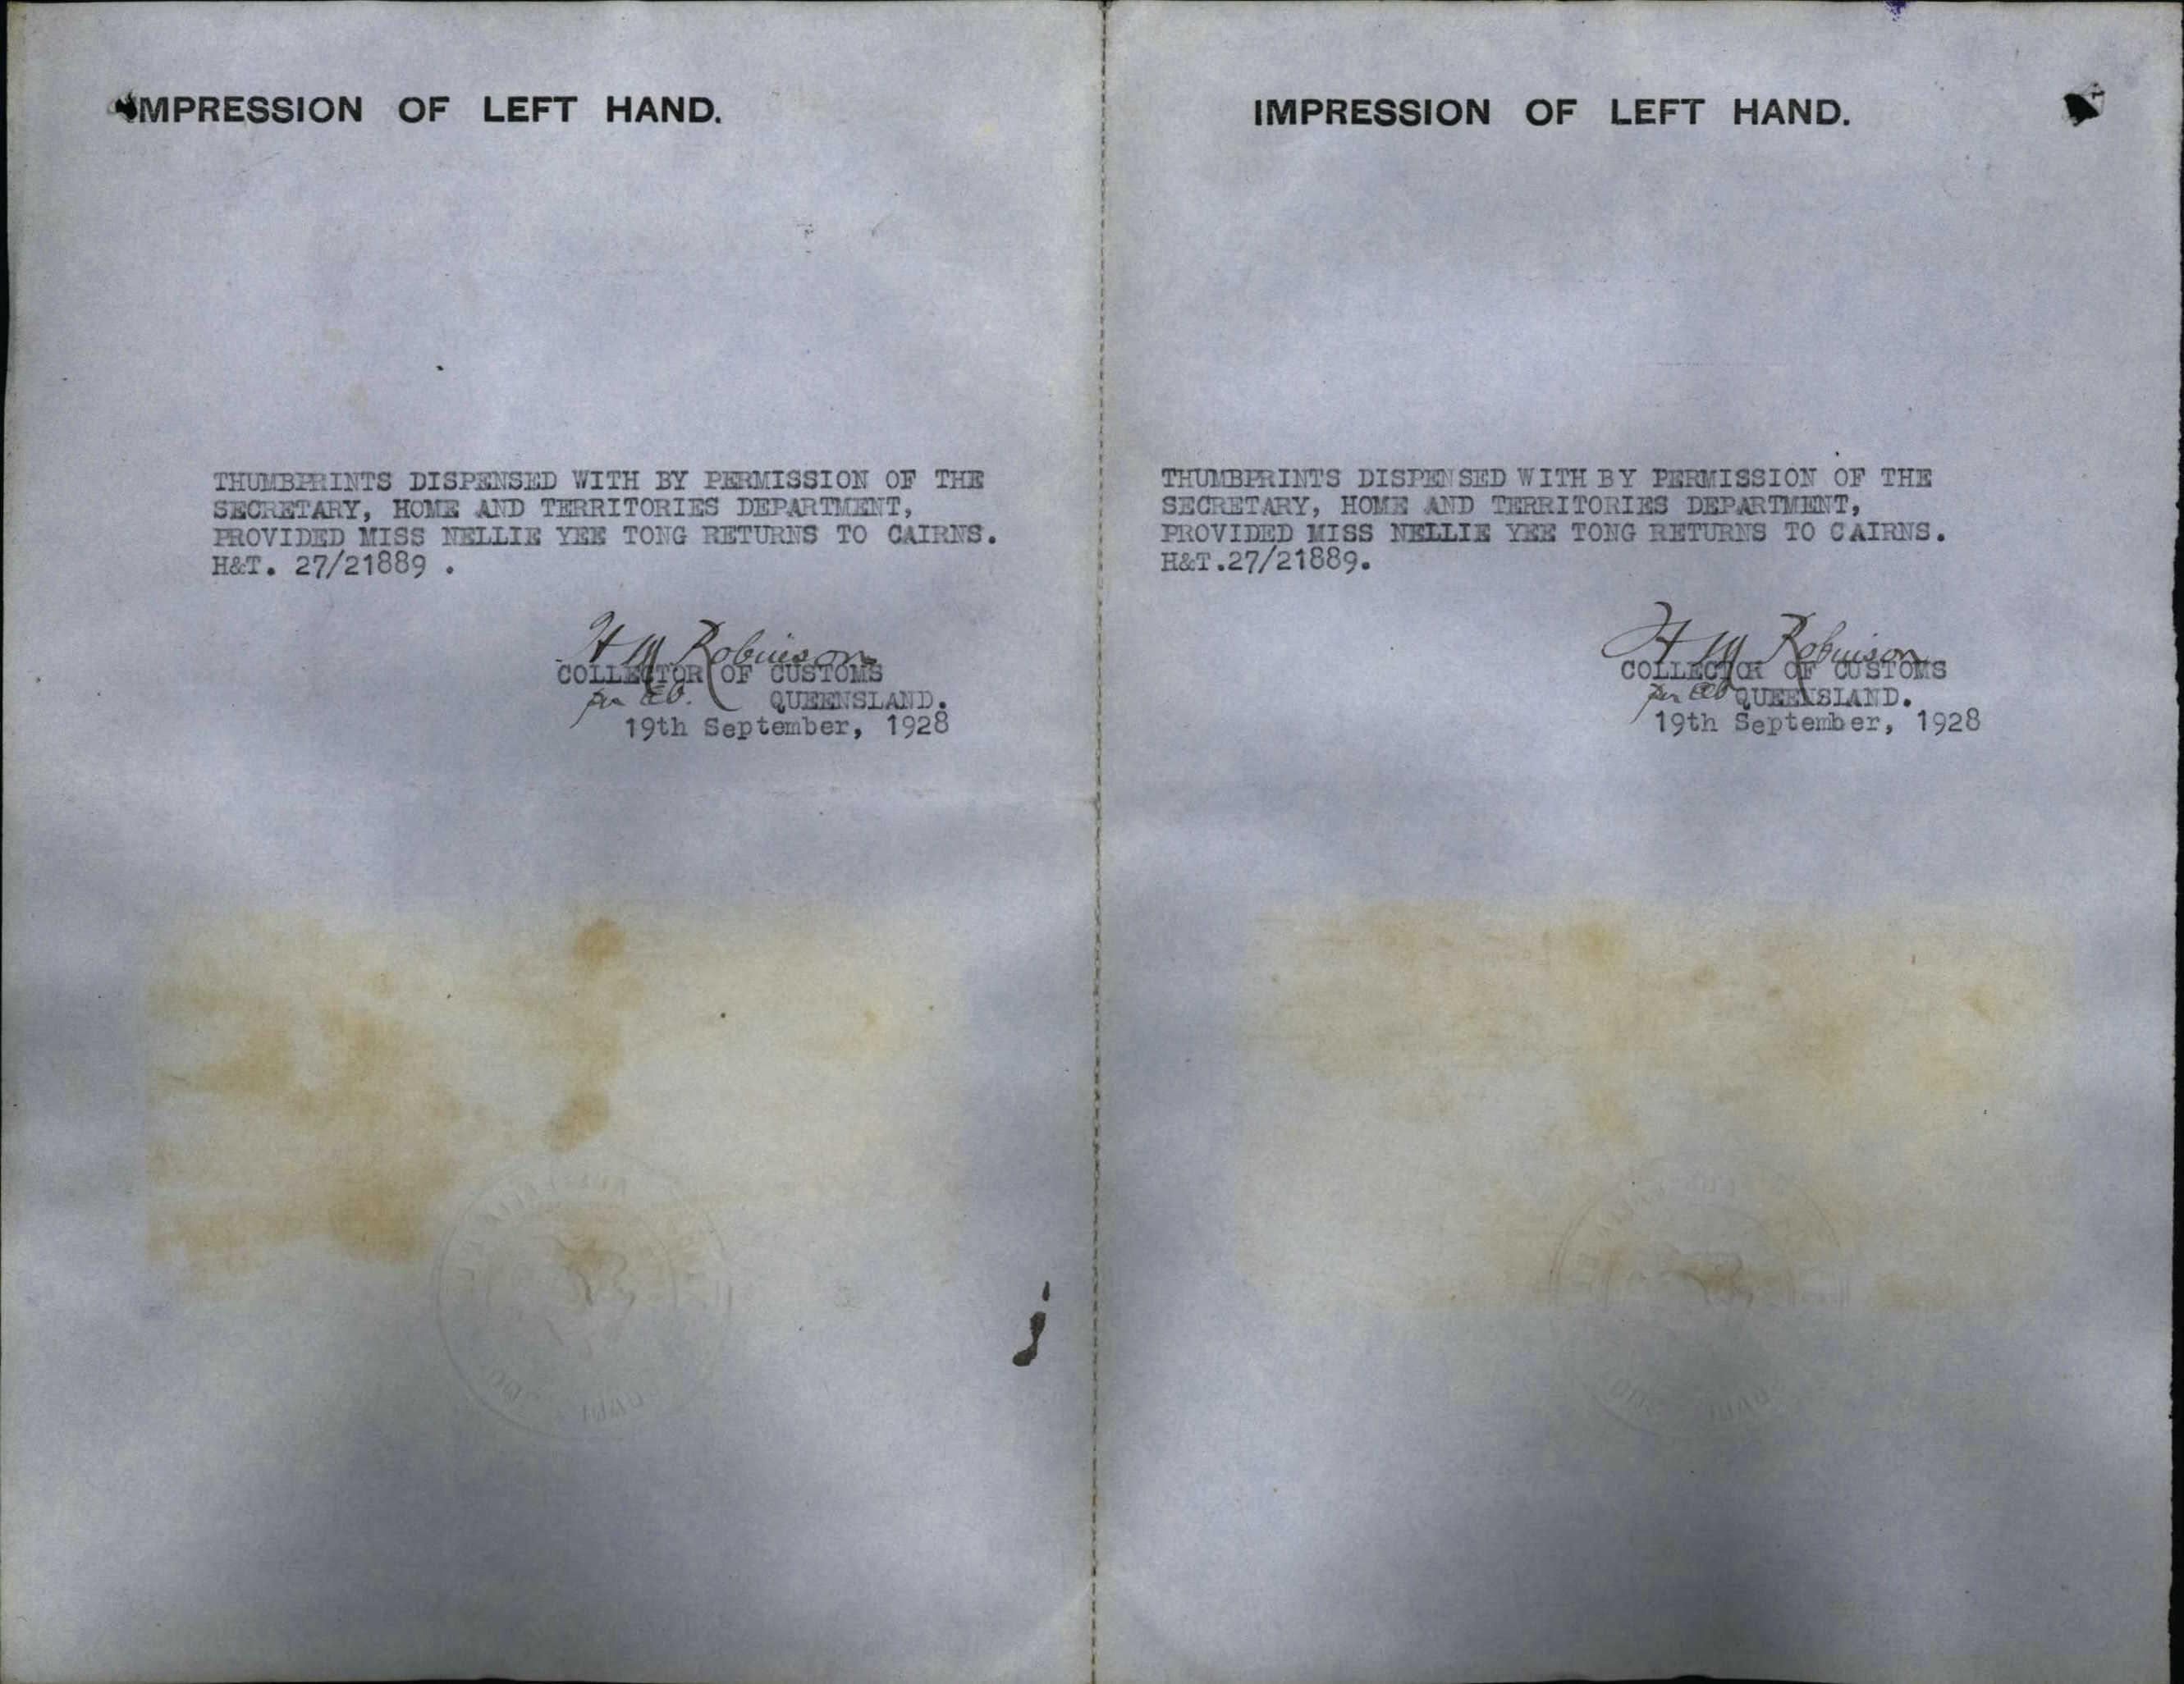 IMPRESSION OF LEFT HAND.
THUMBPRINTS DISPENSED WITH BY PERMISSION OF THE
SECRETARY, HOME AND TERRITORIES DEPARTMENT,
PROVIDED MISS NELLIE YEE TONG RETURNS TO CAIRNS.
H&T. 27/21889 .
H M Robinson
COLLECTOR OF CUSTOMS
per
QUEENSLAND.
19th September, 1928
IMPRESSION OF LEFT HAND.
THUMBPRINTS DISPENSED WITH BY PERMISSION OF THE
SECRETARY, HOME AND TERRITORIES DEPARTMENT,
PROVIDED MISS NELLIE YEE TONG RETURNS TO CAIRNS.
H&T.27/21889.
H M Robinson
COLLECTOR OF CUSTOMS
per
QUEENSLAND.
19th September, 1928